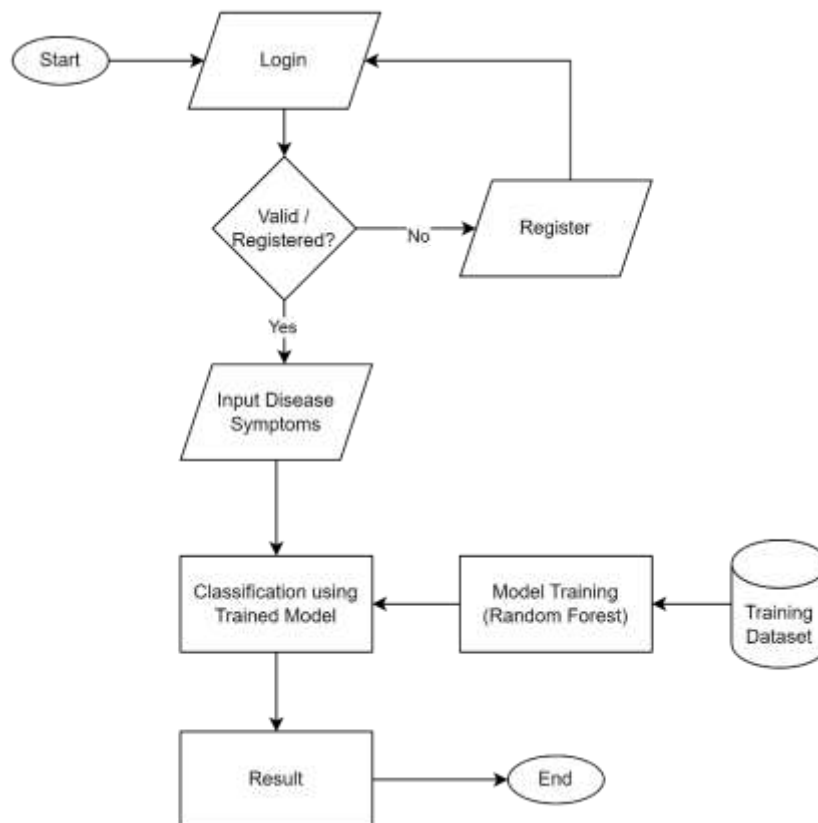 Start
Login
Valid /
Registered?
No
Register
Yes
Input Disease
Symptoms
Classification using
Trained Model
Model Training
(Random Forest)
Training
Dataset
Result
End